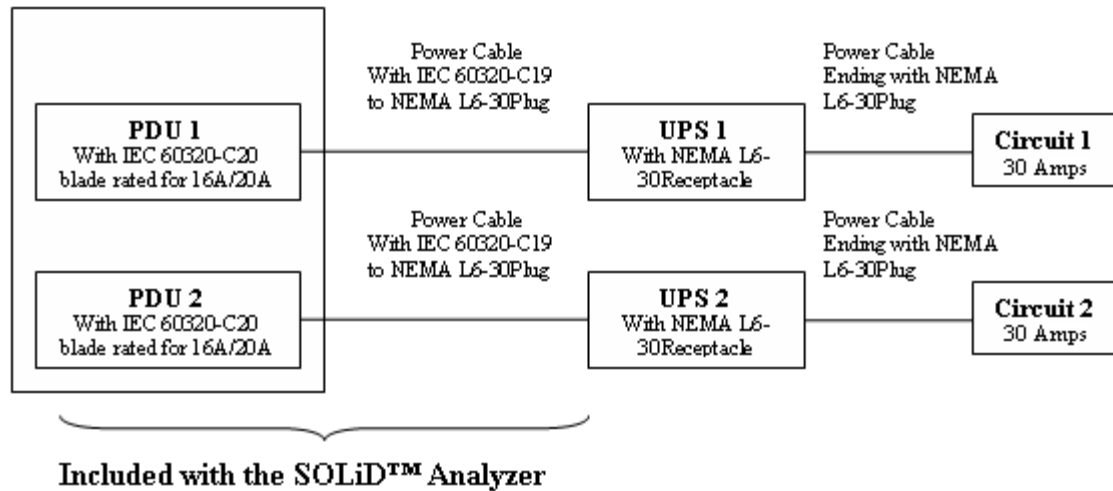 Power Cable
With IEC 60320-C19
to NEMA L6-30Plug
Power Cable
Ending with NEMA
L6-30Plug
PDU 1
With IEC 60320-C20
blade rated for 16A/20A
UPS 1
With NEMA L6-
30Receptacle
Circuit 1
30 Amps
Power Cable
With IEC 60320-C19
to NEMA L6-30Plug
Power Cable
Ending with NEMA
L6-30Plug
PDU 2
With IEC 60320-C20
blade rated for 16A/20A
UPS 2
With NEMA L6-
30Receptacle
Circuit 2
30 Amps
Included with the SOLiD™ Analyzer